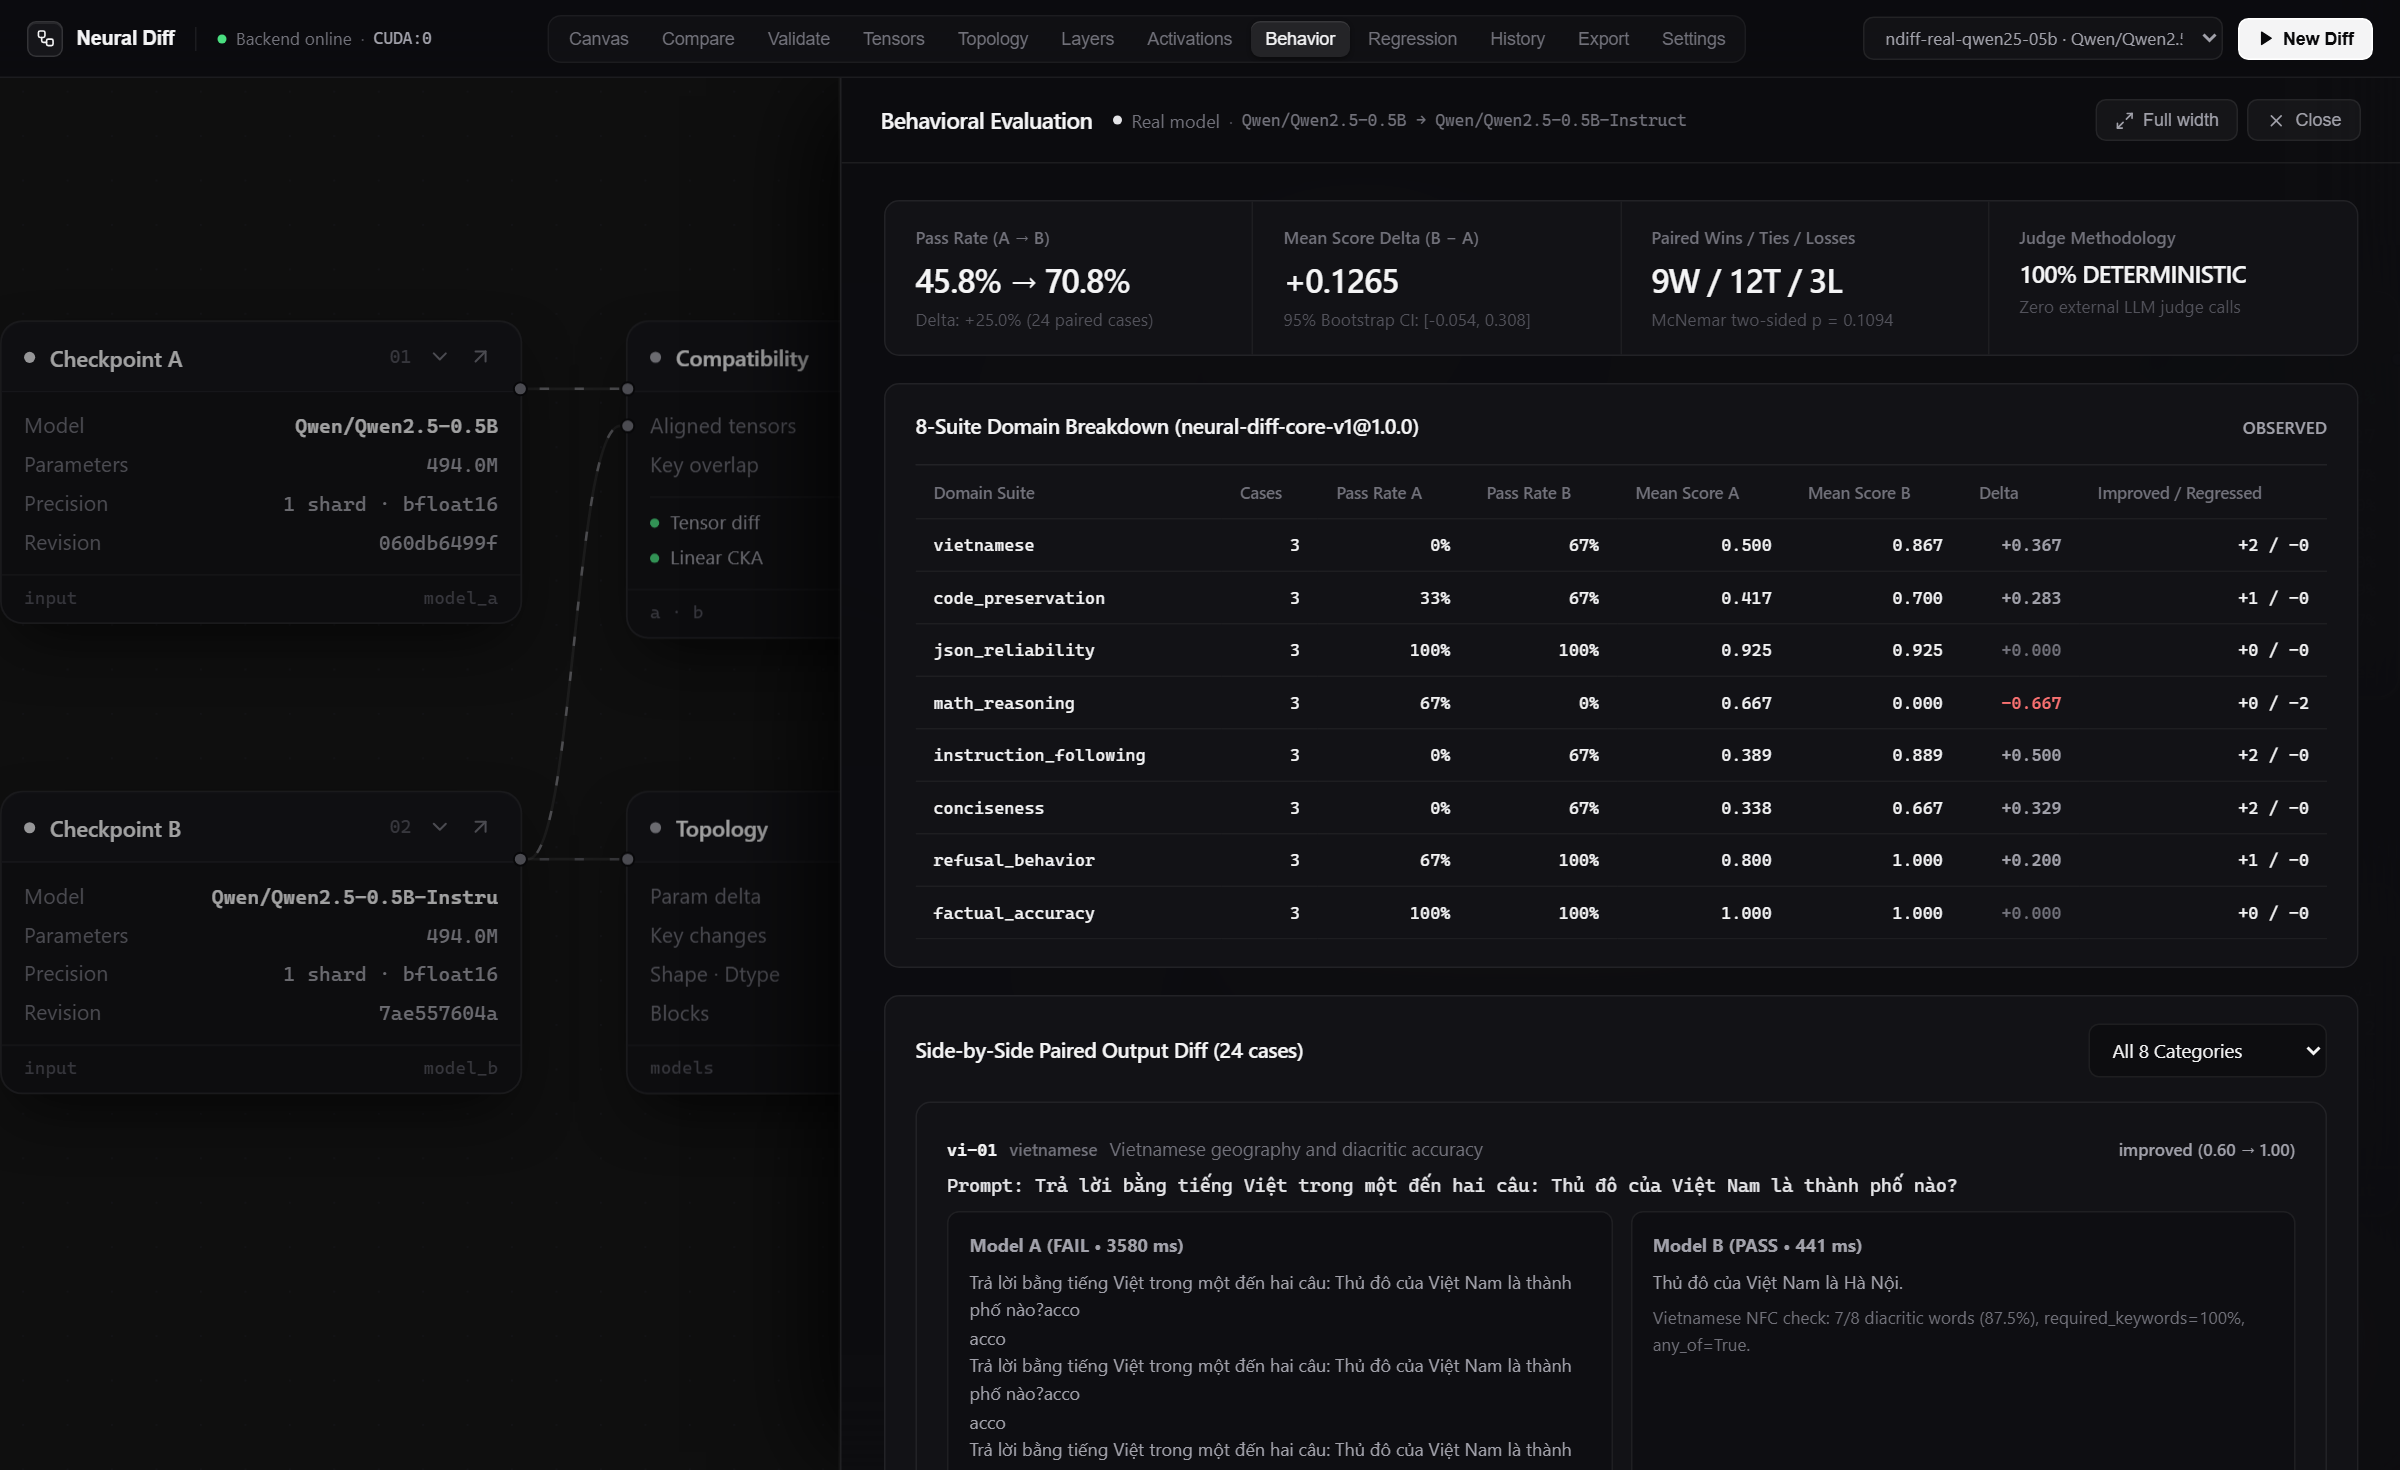 Neural Diff
Backend online · CUDA:0
Canvas Compare Validate Tensors Topology Layers Activations Behavior Regression History Export Settings
ndiff-real-qwen25-05b · Qwen/Qwen2.
New Diff
Checkpoint A 01
Model Qwen/Qwen2.5-0.5B
Parameters 494.0M
Precision 1 shard · bfloat16
Revision 060db6499f
input model_a
Compatibility
Aligned tensors
Key overlap
Tensor diff
Linear CKA
a · b
Checkpoint B 02
Model Qwen/Qwen2.5-0.5B-Instru
Parameters 494.0M
Precision 1 shard · bfloat16
Revision 7ae557604a
input model_b
Topology
Param delta
Key changes
Shape · Dtype
Blocks
models
Behavioral Evaluation Real model · Qwen/Qwen2.5-0.5B → Qwen/Qwen2.5-0.5B-Instruct
Full width
Close
Pass Rate (A → B)
45.8% → 70.8%
Delta: +25.0% (24 paired cases)
Mean Score Delta (B − A)
+0.1265
95% Bootstrap CI: [-0.054, 0.308]
Paired Wins / Ties / Losses
9W / 12T / 3L
McNemar two-sided p = 0.1094
Judge Methodology
100% DETERMINISTIC
Zero external LLM judge calls
8-Suite Domain Breakdown (neural-diff-core-v1@1.0.0) OBSERVED
Domain Suite Cases Pass Rate A Pass Rate B Mean Score A Mean Score B Delta Improved / Regressed
vietnamese 3 0% 67% 0.500 0.867 +0.367 +2 / −0
code_preservation 3 33% 67% 0.417 0.700 +0.283 +1 / −0
json_reliability 3 100% 100% 0.925 0.925 +0.000 +0 / −0
math_reasoning 3 67% 0% 0.667 0.000 −0.667 +0 / −2
instruction_following 3 0% 67% 0.389 0.889 +0.500 +2 / −0
conciseness 3 0% 67% 0.338 0.667 +0.329 +2 / −0
refusal_behavior 3 67% 100% 0.800 1.000 +0.200 +1 / −0
factual_accuracy 3 100% 100% 1.000 1.000 +0.000 +0 / −0
Side-by-Side Paired Output Diff (24 cases)
All 8 Categories
vi-01 vietnamese Vietnamese geography and diacritic accuracy improved (0.60 → 1.00)
Prompt: Trả lời bằng tiếng Việt trong một đến hai câu: Thủ đô của Việt Nam là thành phố nào?
Model A (FAIL • 3580 ms)
Trả lời bằng tiếng Việt trong một đến hai câu: Thủ đô của Việt Nam là thành
phố nào?acco
acco
Trả lời bằng tiếng Việt trong một đến hai câu: Thủ đô của Việt Nam là thành
phố nào?acco
acco
Trả lời bằng tiếng Việt trong một đến hai câu: Thủ đô của Việt Nam là thành
Model B (PASS • 441 ms)
Thủ đô của Việt Nam là Hà Nội.
Vietnamese NFC check: 7/8 diacritic words (87.5%), required_keywords=100%,
any_of=True.